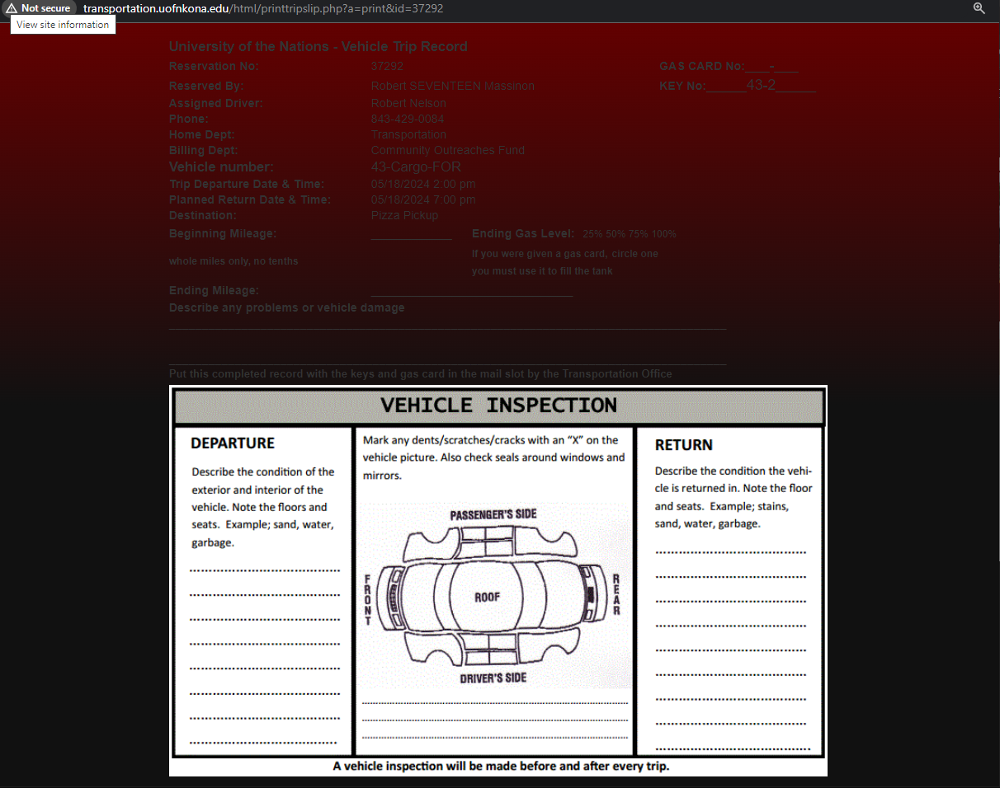 Not secure transportation.uofnkona.edu/html/printtripslip.php?a=print&id=37292
View site information
University of the Nations - Vehicle Trip Record
Reservation No: 37292 GAS CARD No:____-____
Reserved By: Robert SEVENTEEN Massinon KEY No:______43-2______
Assigned Driver: Robert Nelson
Phone: 843-429-0084
Home Dept: Transportation
Billing Dept: Community Outreaches Fund
Vehicle number: 43-Cargo-FOR
Trip Departure Date & Time: 05/18/2024 2:00 pm
Planned Return Date & Time: 05/18/2024 7:00 pm
Destination: Pizza Pickup
Beginning Mileage: Ending Gas Level: 25% 50% 75% 100%
whole miles only, no tenths
If you were given a gas card, circle one
you must use it to fill the tank
Ending Mileage:
Describe any problems or vehicle damage
Put this completed record with the keys and gas card in the mail slot by the Transportation Office
VEHICLE INSPECTION
DEPARTURE
Describe the condition of the
exterior and interior of the
vehicle. Note the floors and
seats. Example; sand, water,
garbage.
Mark any dents/scratches/cracks with an “X” on the
vehicle picture. Also check seals around windows and
mirrors.
PASSENGER'S SIDE
FRONT
ROOF
REAR
DRIVER'S SIDE
RETURN
Describe the condition the vehi-
cle is returned in. Note the floor
and seats. Example; stains,
sand, water, garbage.
A vehicle inspection will be made before and after every trip.